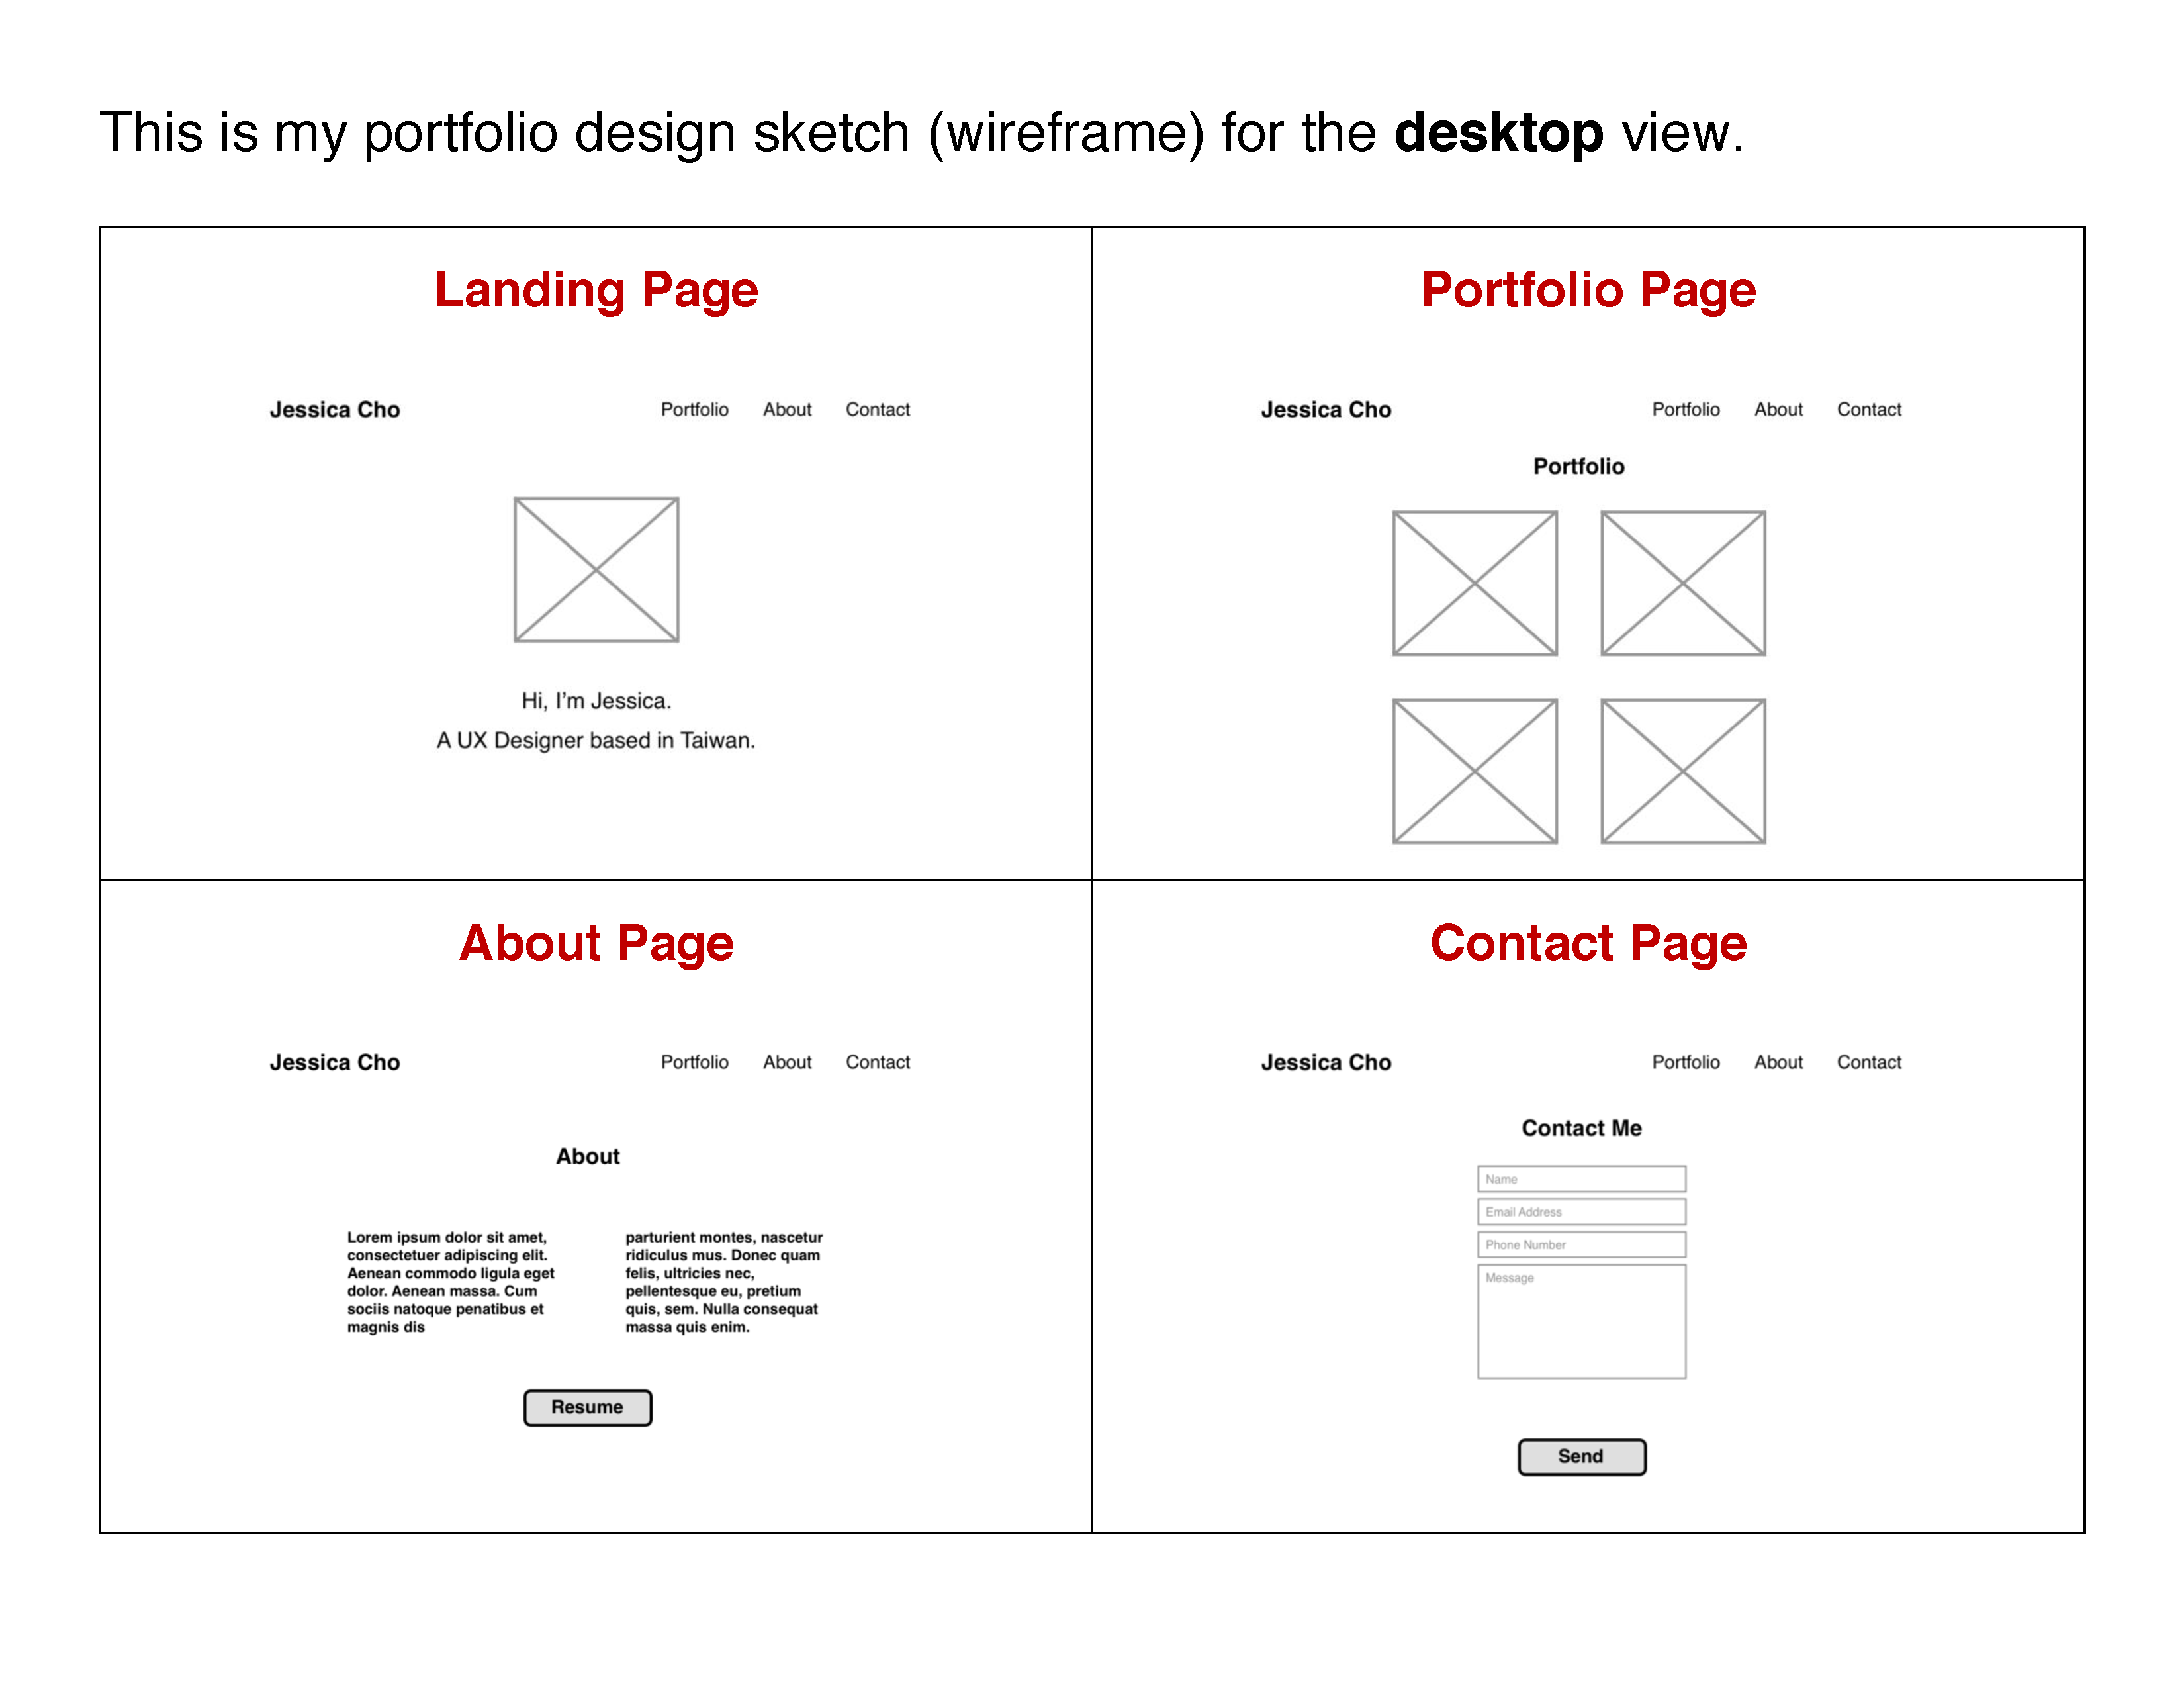 This is my portfolio design sketch (wireframe) for the desktop view.
Landing Page
Jessica Cho Portfolio About Contact
Hi, I'm Jessica.
A UX Designer based in Taiwan.
Portfolio Page
Jessica Cho Portfolio About Contact
Portfolio
About Page
Jessica Cho Portfolio About Contact
About
Lorem ipsum dolor sit amet,
consectetuer adipiscing elit.
Aenean commodo ligula eget
dolor. Aenean massa. Cum
sociis natoque penatibus et
magnis dis
parturient montes, nascetur
ridiculus mus. Donec quam
felis, ultricies nec,
pellentesque eu, pretium
quis, sem. Nulla consequat
massa quis enim.
Resume
Contact Page
Jessica Cho Portfolio About Contact
Contact Me
Name
Email Address
Phone Number
Message
Send